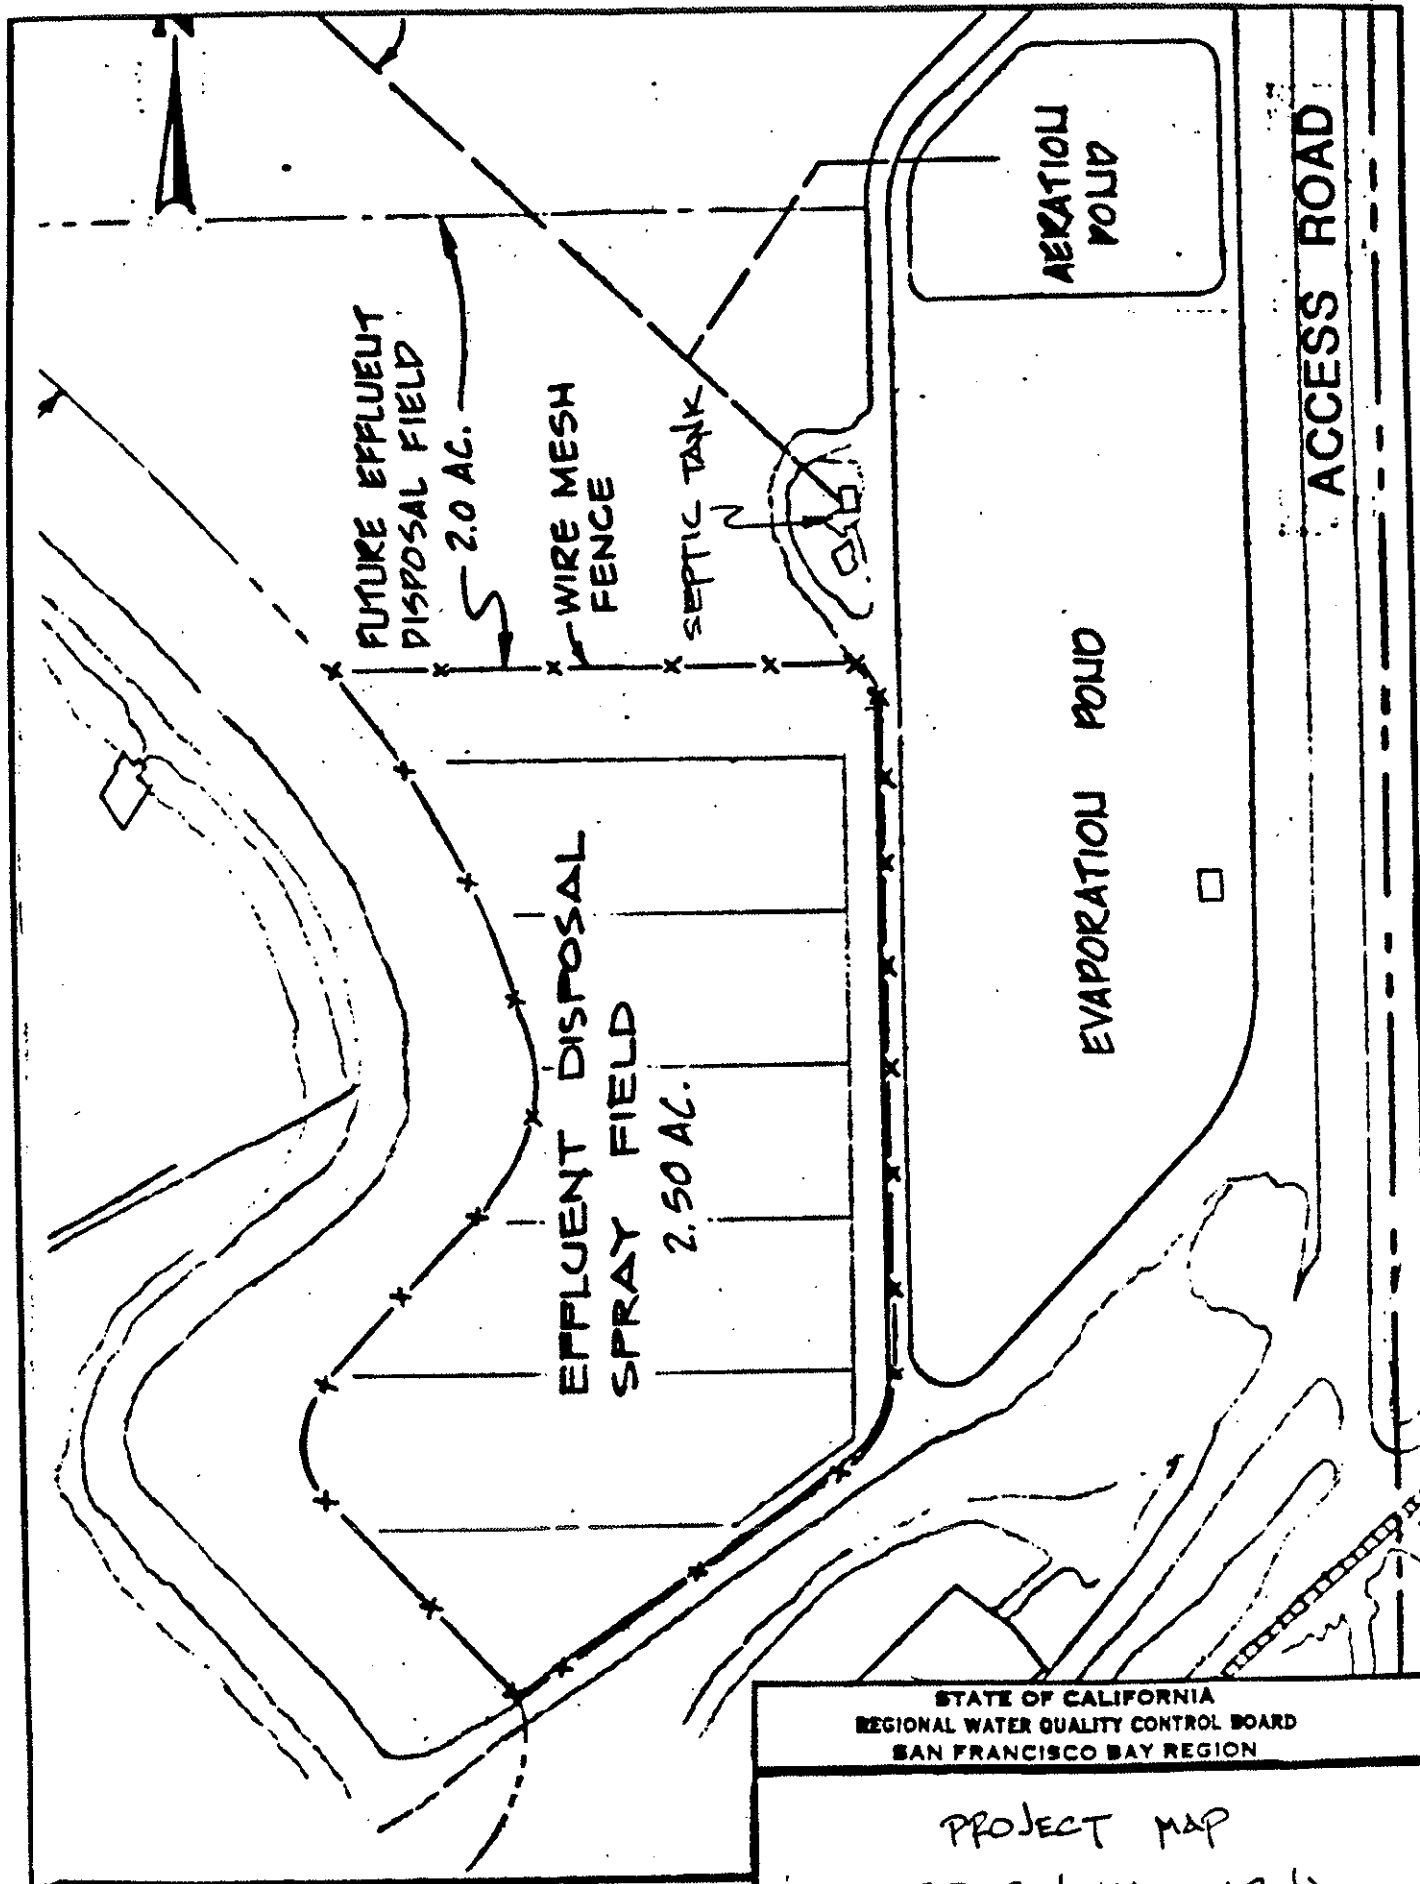 N
AERATION
POND
ACCESS ROAD
FUTURE EFFLUENT
DISPOSAL FIELD
2.0 AC.
WIRE MESH
FENCE
SEPTIC TANK
EVAPORATION POND
EFFLUENT DISPOSAL
SPRAY FIELD
2.50 AC.
STATE OF CALIFORNIA
REGIONAL WATER QUALITY CONTROL BOARD
SAN FRANCISCO BAY REGION
PROJECT MAP